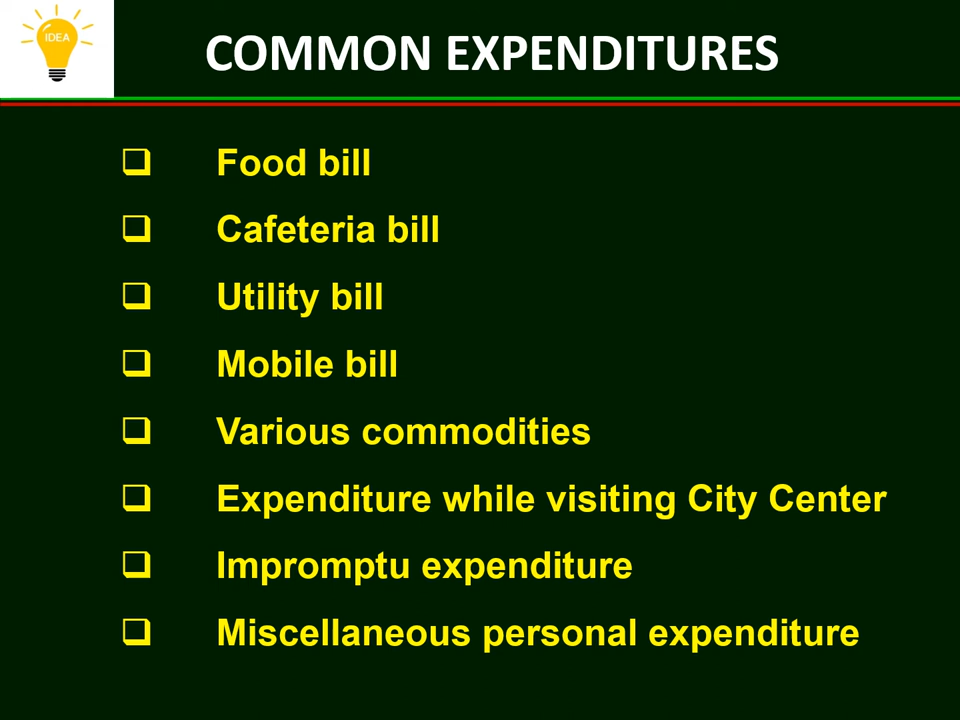 IDEA
COMMON EXPENDITURES
Food bill
Cafeteria bill
Utility bill
Mobile bill
Various commodities
Expenditure while visiting City Center
Impromptu expenditure
Miscellaneous personal expenditure